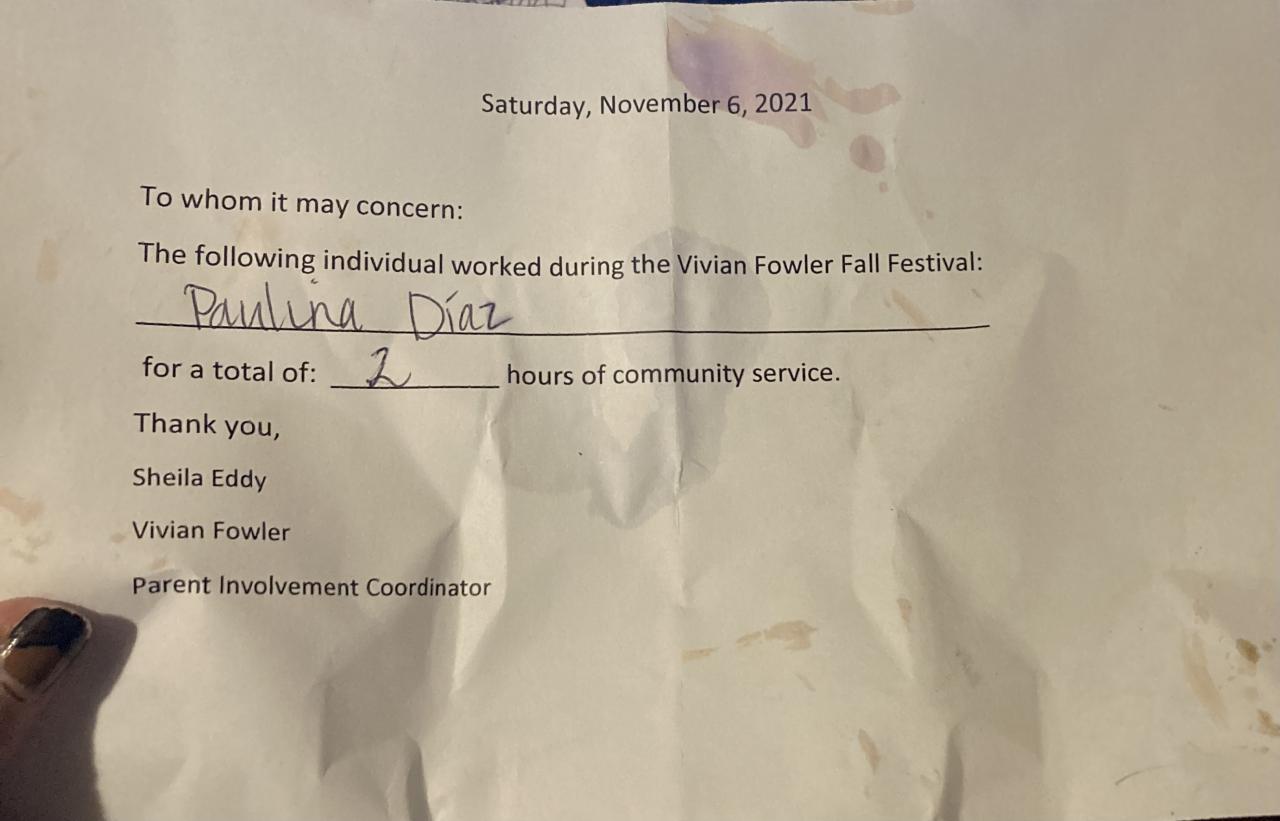 Saturday, November 6, 2021
To whom it may concern:
The following individual worked during the Vivian Fowler Fall Festival:
Paulina Díaz
for a total of: 2 hours of community service.
Thank you,
Sheila Eddy
Vivian Fowler
Parent Involvement Coordinator